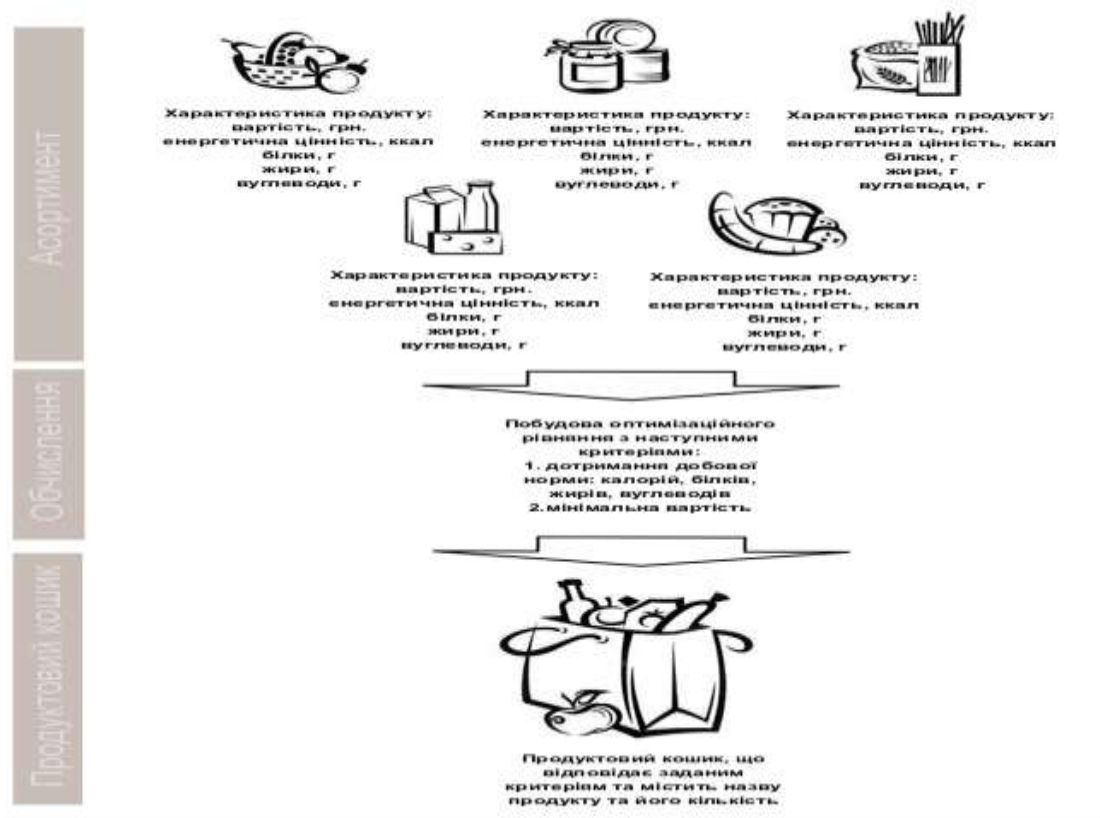 Асортимент
Характеристика продукту:
вартість, грн.
енергетична цінність, ккал
білки, г
жири, г
вуглеводи, г
Характеристика продукту:
вартість, грн.
енергетична цінність, ккал
білки, г
жири, г
вуглеводи, г
Характеристика продукту:
вартість, грн.
енергетична цінність, ккал
білки, г
жири, г
вуглеводи, г
Характеристика продукту:
вартість, грн.
енергетична цінність, ккал
білки, г
жири, г
вуглеводи, г
Характеристика продукту:
вартість, грн.
енергетична цінність, ккал
білки, г
жири, г
вуглеводи, г
Обчислення
Побудова оптимізаційного
рівняння з наступними
критеріями:
1. дотримання добової
норми: калорій, білків,
жирів, вуглеводів
2.мінімальна вартість
Продуктовий кошик
Продуктовий кошик, що
відповідає заданим
критеріям та містить назву
продукту та його кількість